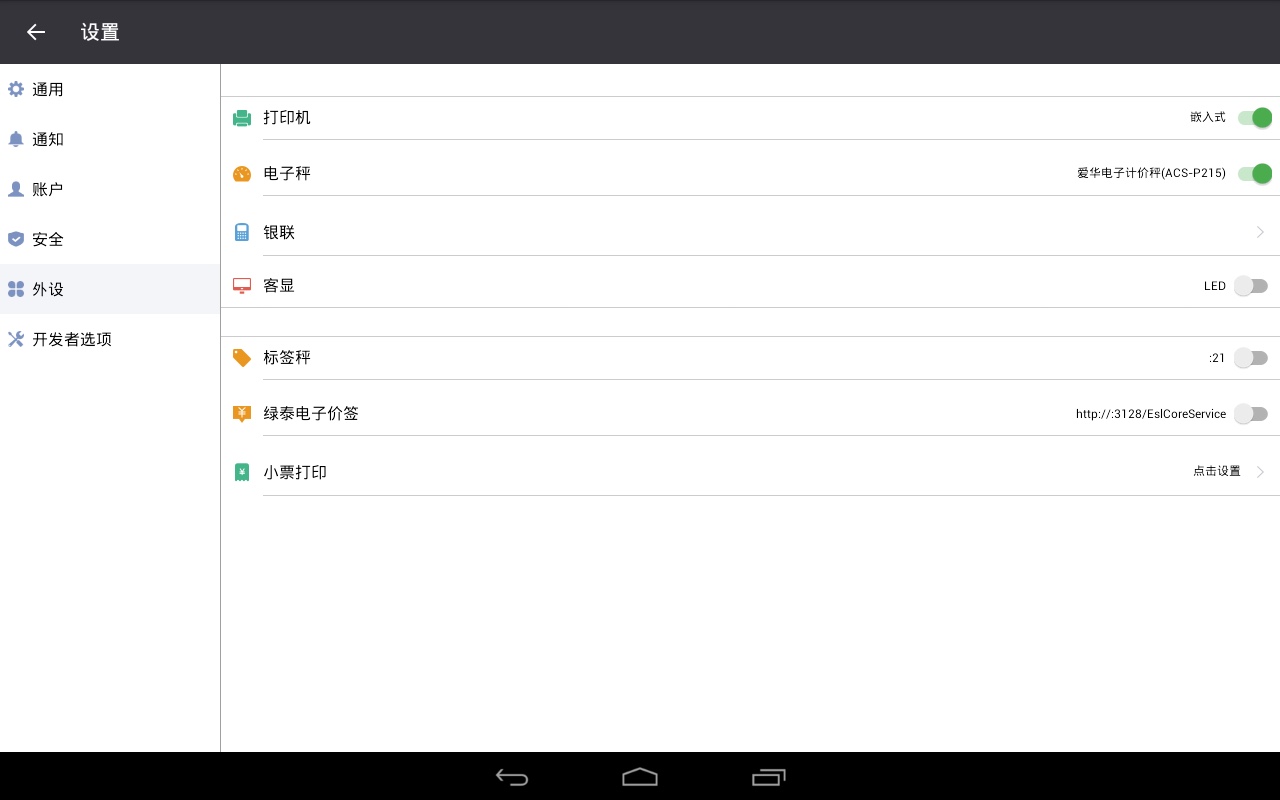 设置
通用
通知
账户
安全
外设
开发者选项
打印机 嵌入式
电子秤 爱华电子计价秤(ACS-P215)
银联
客显 LED
标签秤 :21
绿泰电子价签 http://:3128/EslCoreService
小票打印 点击设置